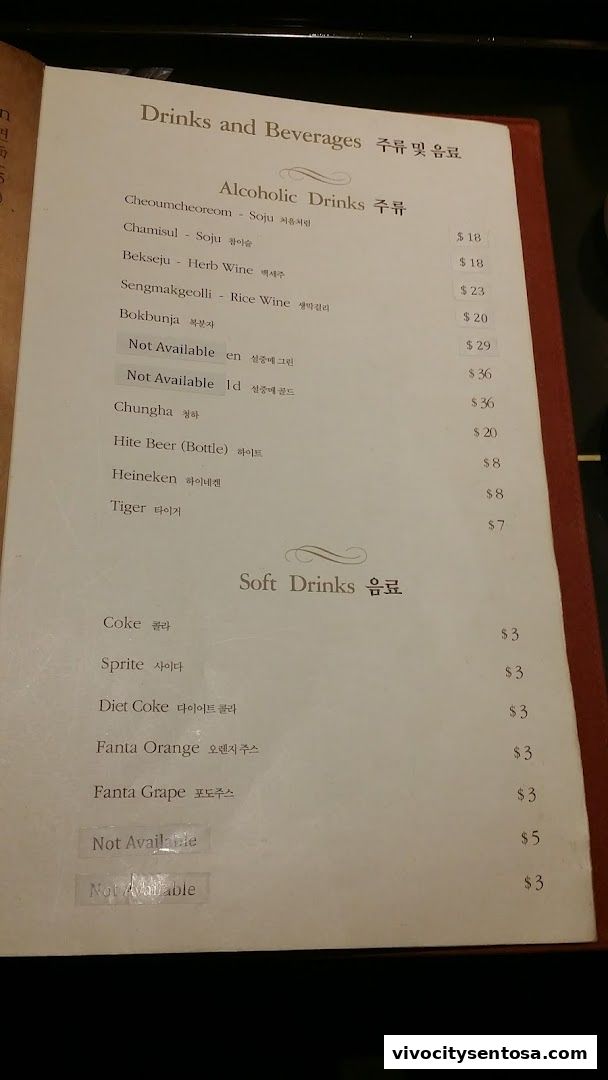 Drinks and Beverages 주류 및 음료
Alcoholic Drinks 주류
Cheoumcheoreom - Soju 처음처럼 $ 18
Chamisul - Soju 참이슬 $ 18
Bekseju - Herb Wine 백세주 $ 23
Sengmakgeolli - Rice Wine 생막걸리 $ 20
Bokbunja 복분자 $ 29
Not Available en 설중매 그린 $ 36
Not Available ld 설중매 골드 $ 36
Chungha 청하 $ 20
Hite Beer (Bottle) 하이트 $ 8
Heineken 하이네켄 $ 8
Tiger 타이거 $ 7
Soft Drinks 음료
Coke 콜라 $ 3
Sprite 사이다 $ 3
Diet Coke 다이어트 콜라 $ 3
Fanta Orange 오렌지 주스 $ 3
Fanta Grape 포도주스 $ 3
Not Available $ 5
Not Available $ 3
vivocitysentosa.com